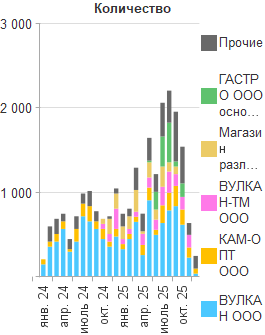 Количество
3 000
2 000
1 000
янв. 24
апр. 24
июль 24
окт. 24
янв. 25
апр. 25
июль 25
окт. 25
Прочие
ГАСТР
О ООО
осно…
Магази
н
разл…
ВУЛКА
Н-ТМ
ООО
КАМ-О
ПТ
ООО
ВУЛКА
Н ООО